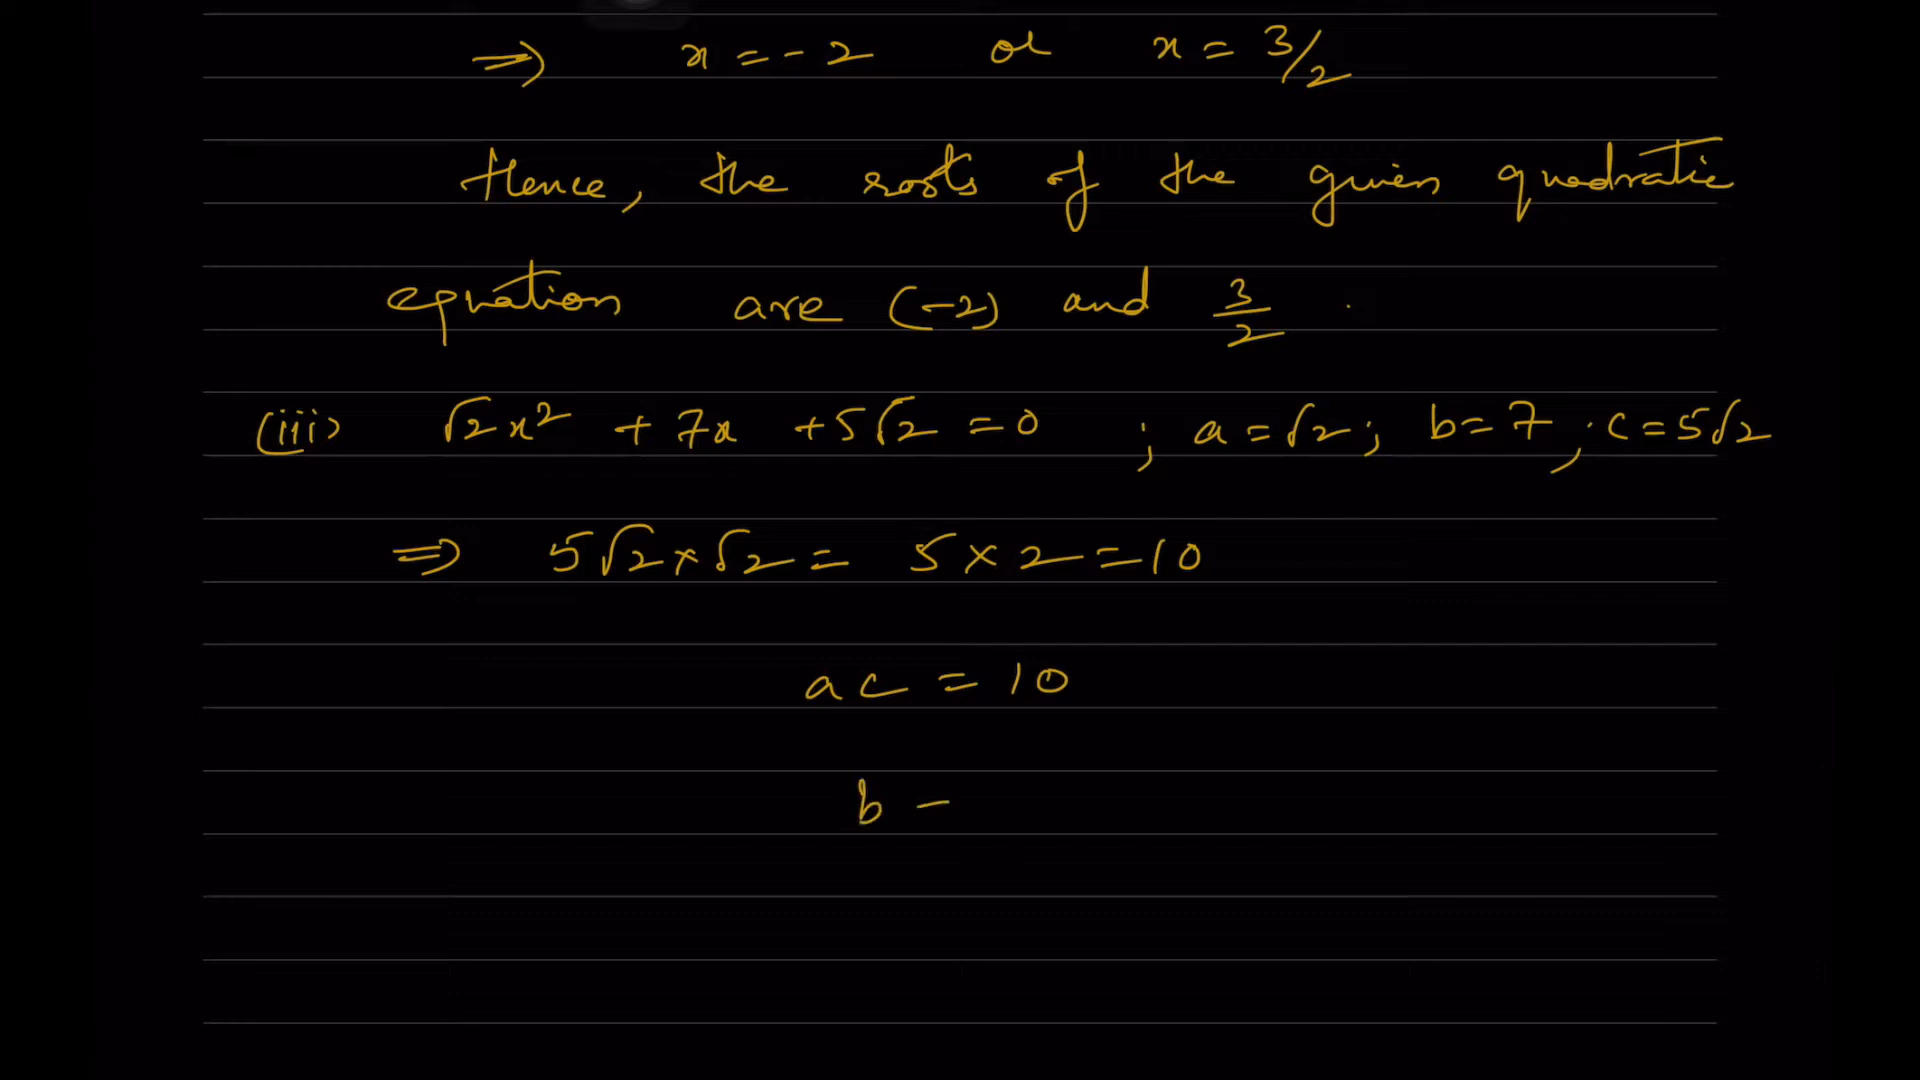 ⇒ x = -2 or x = 3/2
Hence, the roots of the given quadratic
equation are (-2) and 3/2 .
(iii) √2x² + 7x + 5√2 = 0 ; a = √2 ; b = 7 ; c = 5√2
⇒ 5√2 × √2 = 5 × 2 = 10
ac = 10
b -